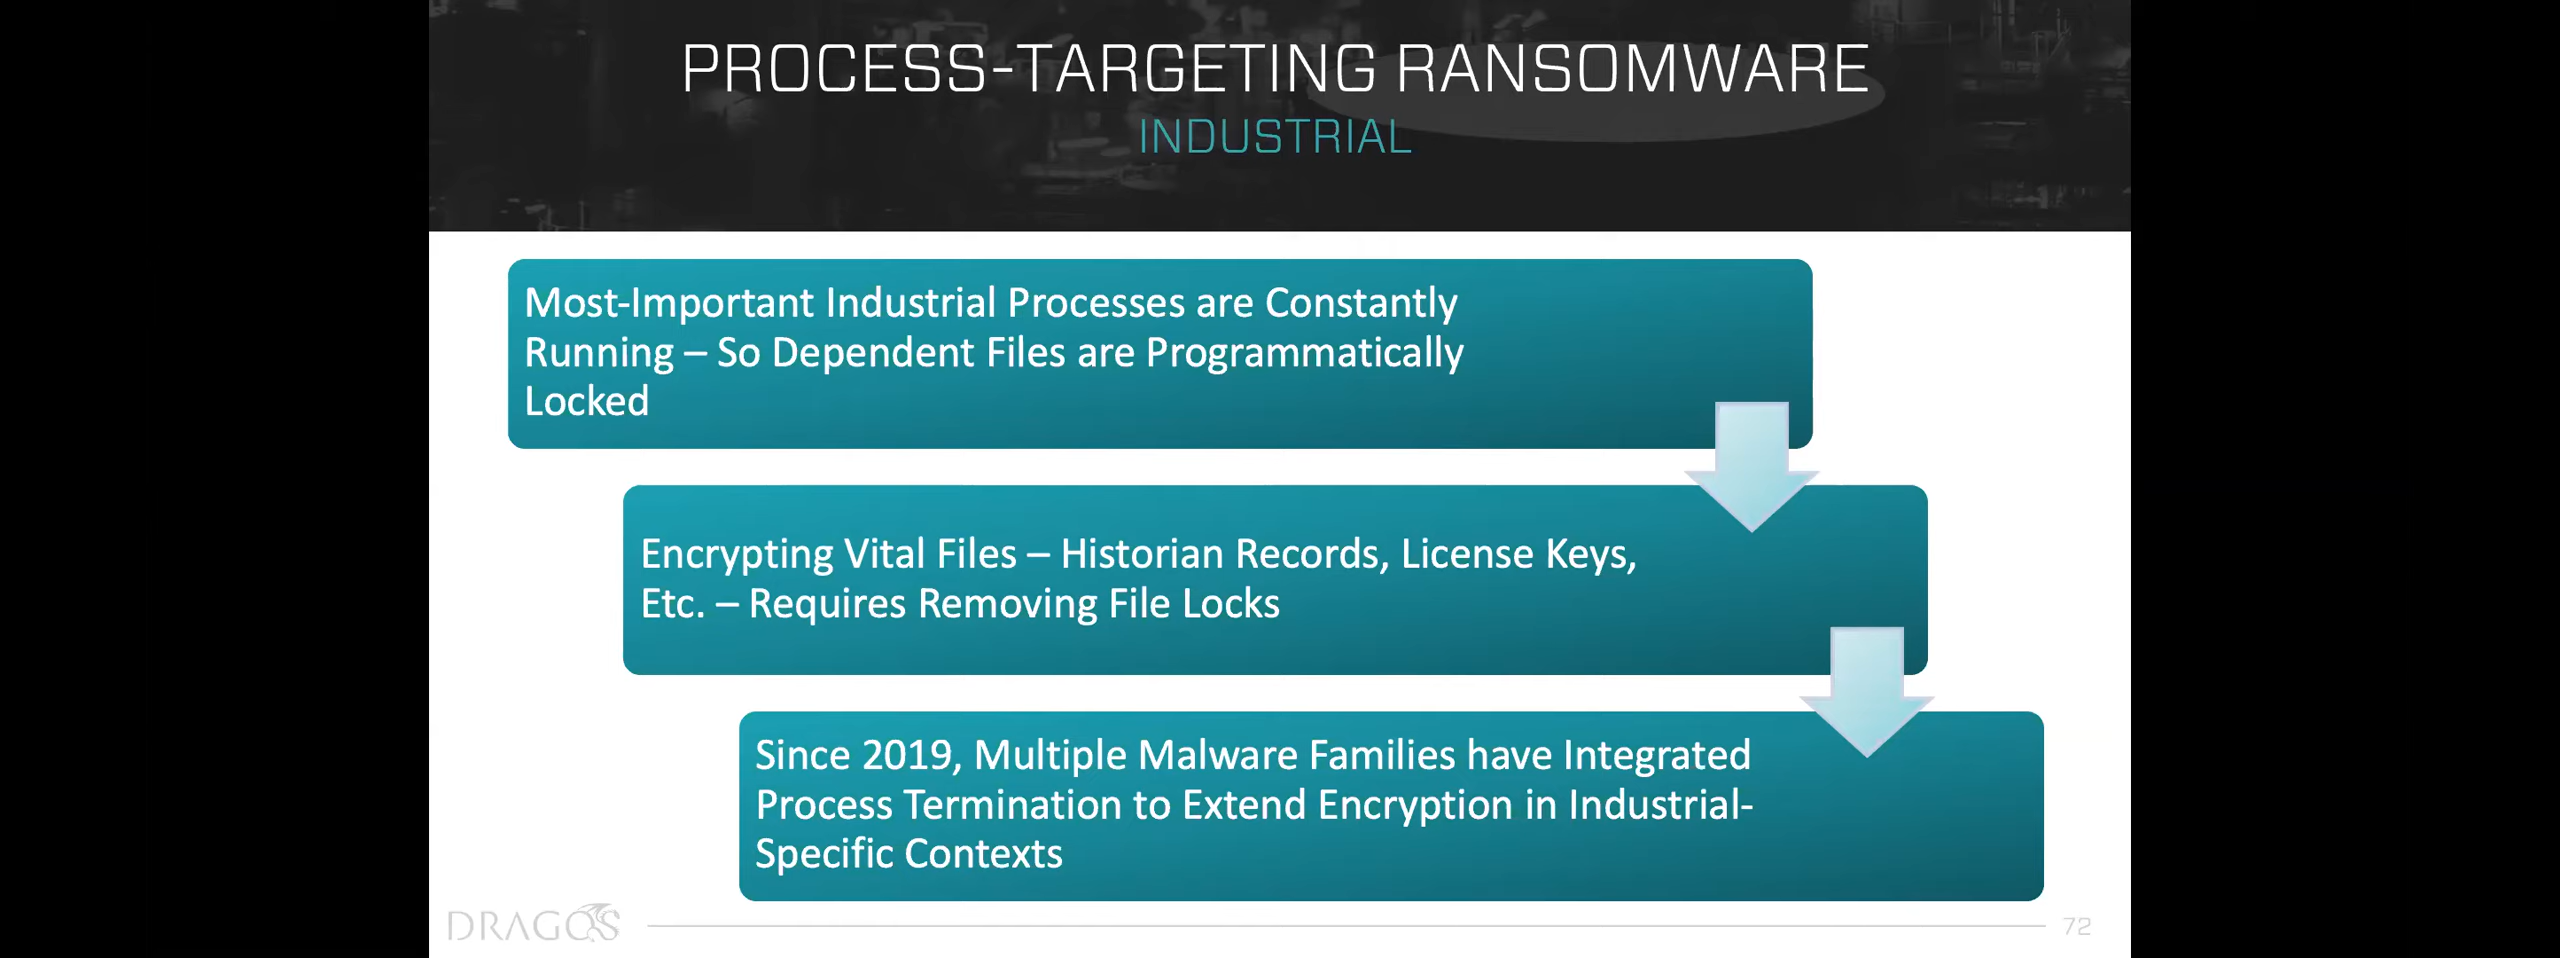 PROCESS-TARGETING RANSOMWARE
INDUSTRIAL
Most-Important Industrial Processes are Constantly
Running – So Dependent Files are Programmatically
Locked
Encrypting Vital Files – Historian Records, License Keys,
Etc. – Requires Removing File Locks
Since 2019, Multiple Malware Families have Integrated
Process Termination to Extend Encryption in Industrial-
Specific Contexts
DRAGOS
72